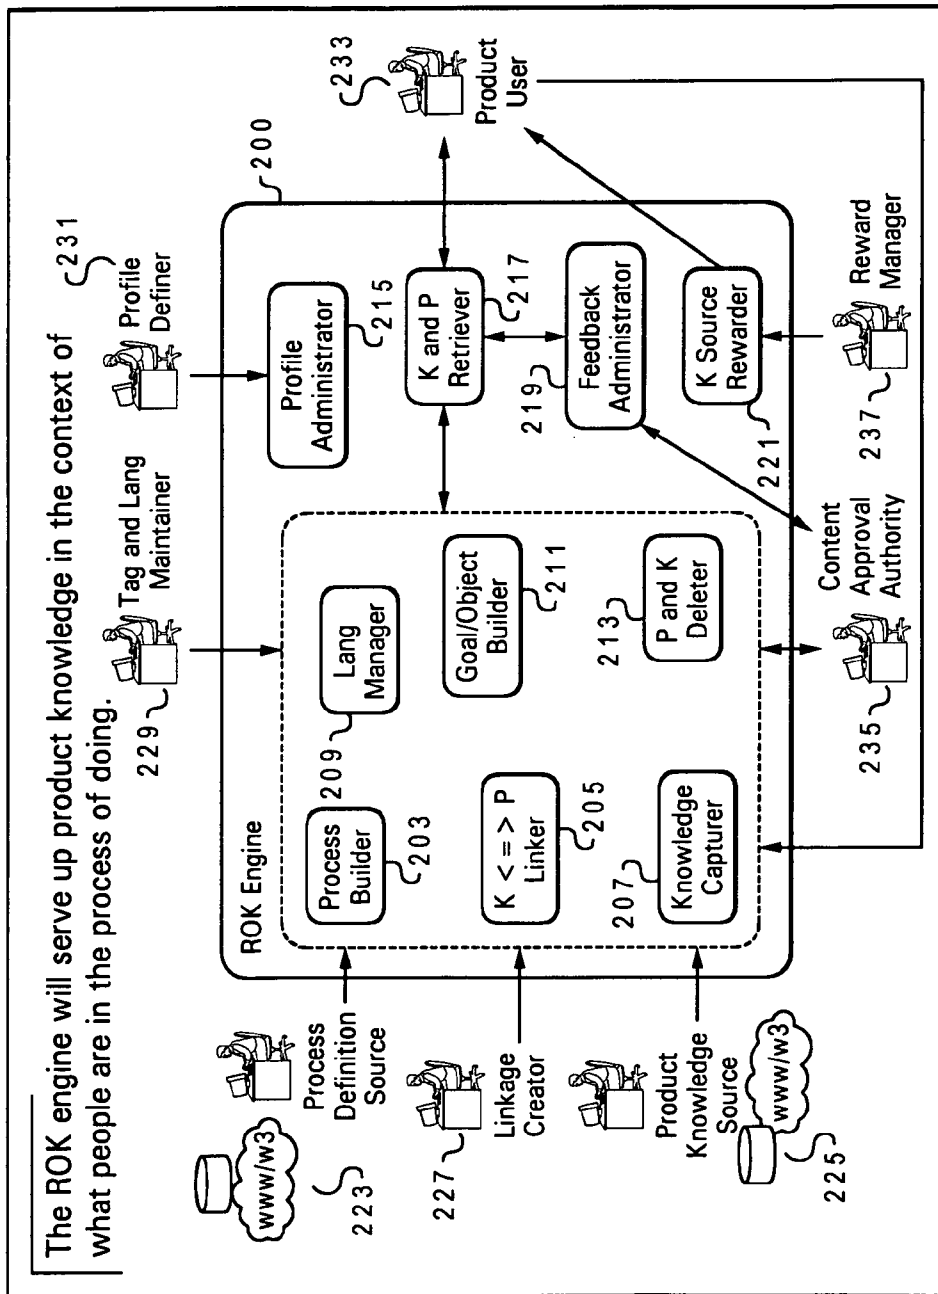 The ROK engine will serve up product knowledge in the context of
what people are in the process of doing.
229
Tag and Lang
Maintainer
Profile
Definer
231
200
ROK Engine
www/w3
223
Process
Definition
Source
227
Linkage
Creator
Product
Knowledge
Source
www/w3
225
Process
Builder
203
209
Lang
Manager
K < = > P
Linker
205
Goal/Object
Builder
211
207
Knowledge
Capturer
213
P and K
Deleter
Profile
Administrator
215
K and P
Retriever
217
219
Feedback
Administrator
K Source
Rewarder
221
233
Product
User
235
Content
Approval
Authority
237
Reward
Manager